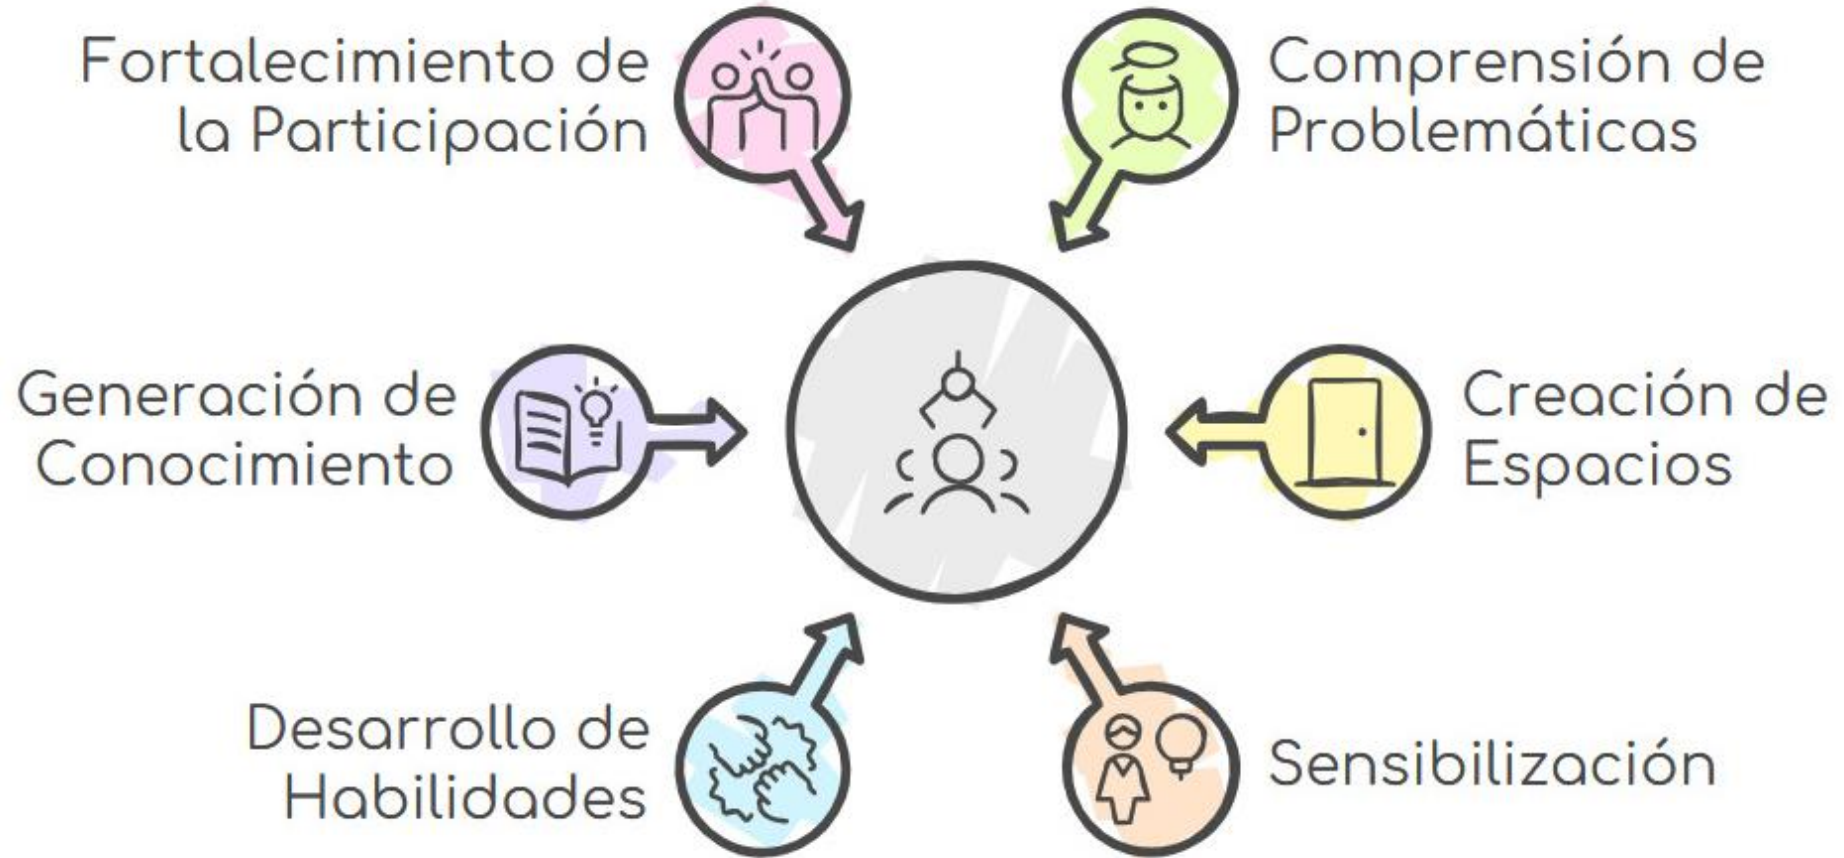 Fortalecimiento de
la Participación
Comprensión de
Problemáticas
Generación de
Conocimiento
Creación de
Espacios
Desarrollo de
Habilidades
Sensibilización